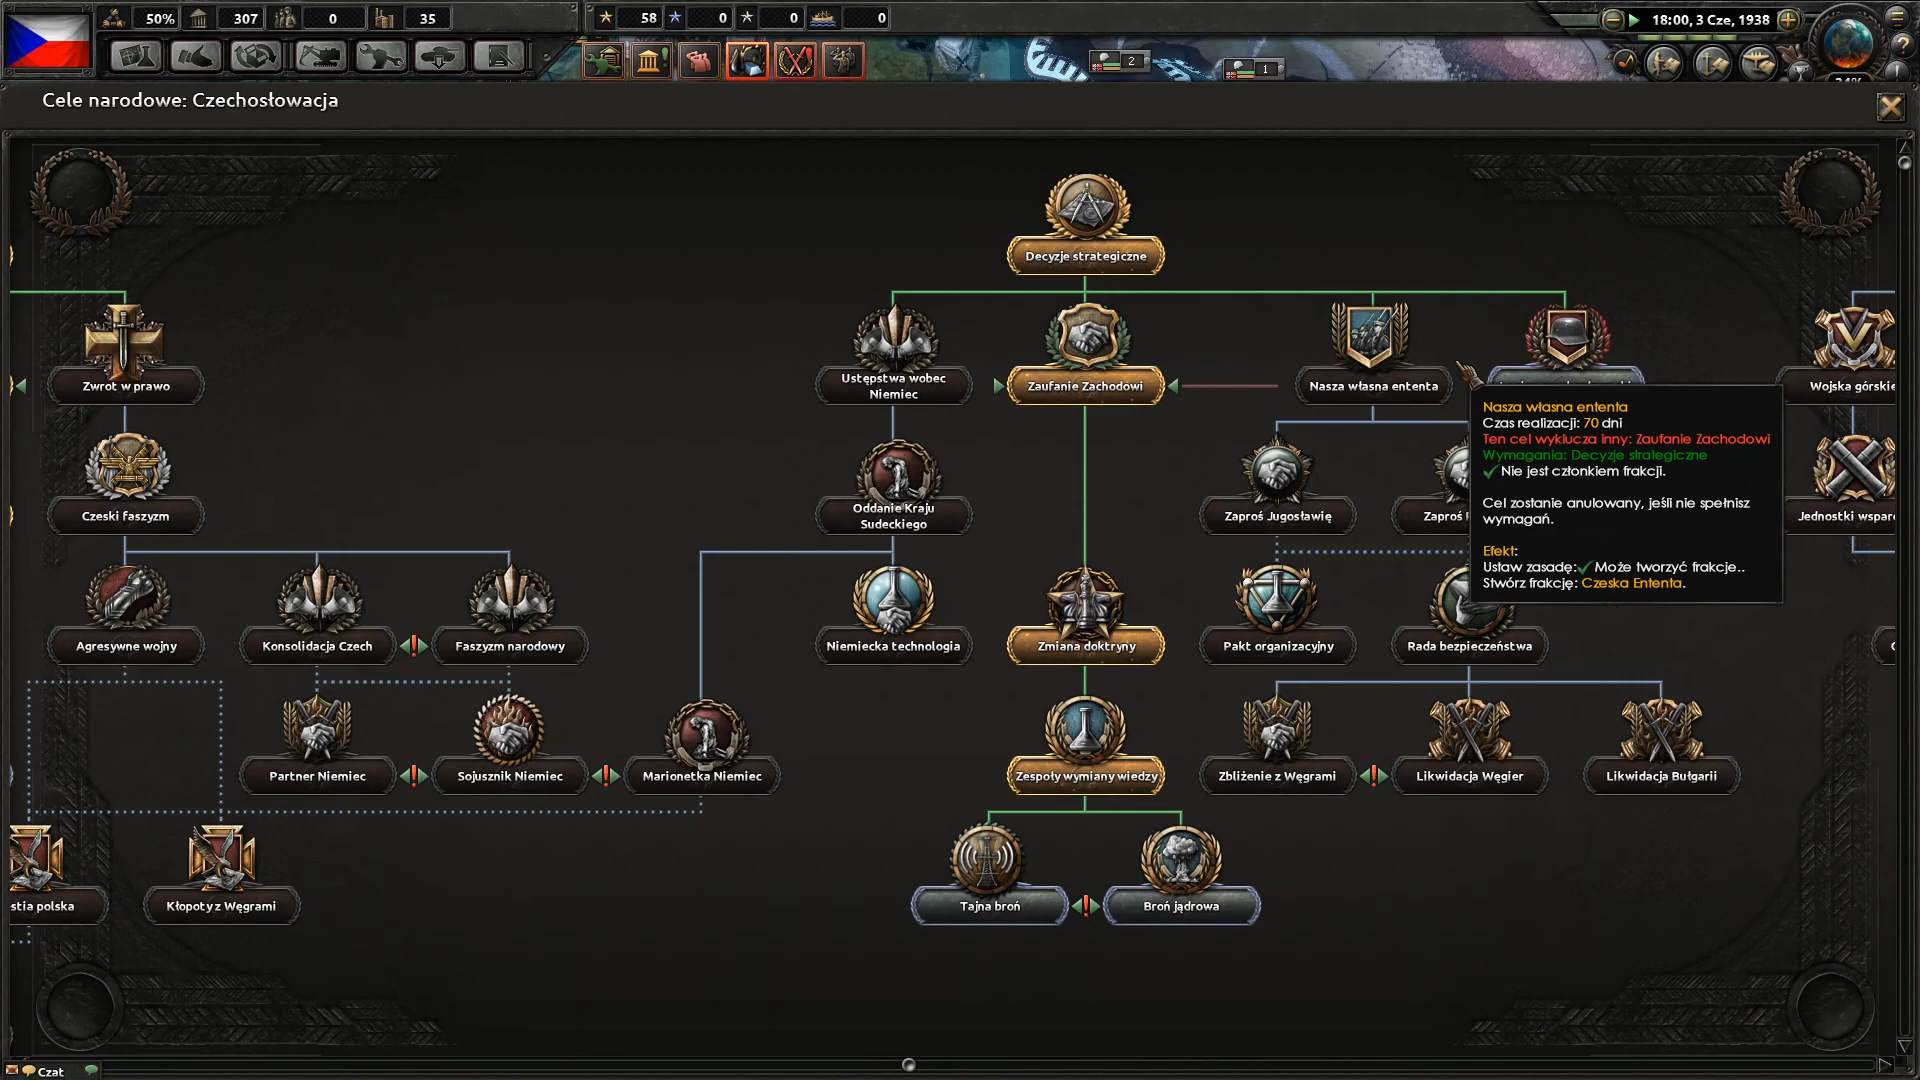 50%
307
0
35
58
0
0
0
2
1
18:00, 3 Cze, 1938
Cele narodowe: Czechosłowacja
Decyzje strategiczne
Zwrot w prawo
Ustępstwa wobec
Niemiec
Zaufanie Zachodowi
Nasza własna ententa
Wojska górskie
Nasza własna ententa
Czas realizacji: 70 dni
Ten cel wyklucza inny: Zaufanie Zachodowi
Wymagania: Decyzje strategiczne
Nie jest członkiem frakcji.
Cel zostanie anulowany, jeśli nie spełnisz
wymagań.
Efekt:
Ustaw zasadę: Może tworzyć frakcje..
Stwórz frakcję: Czeska Ententa.
Czeski faszyzm
Oddanie Kraju
Sudeckiego
Zaproś Jugosławię
Zaproś
Jednostki wspar
Agresywne wojny
Konsolidacja Czech
Faszyzm narodowy
Niemiecka technologia
Zmiana doktryny
Pakt organizacyjny
Rada bezpieczeństwa
Partner Niemiec
Sojusznik Niemiec
Marionetka Niemiec
Zespoły wymiany wiedzy
Zbliżenie z Węgrami
Likwidacja Węgier
Likwidacja Bułgarii
stia polska
Kłopoty z Węgrami
Tajna broń
Broń jądrowa
Czat